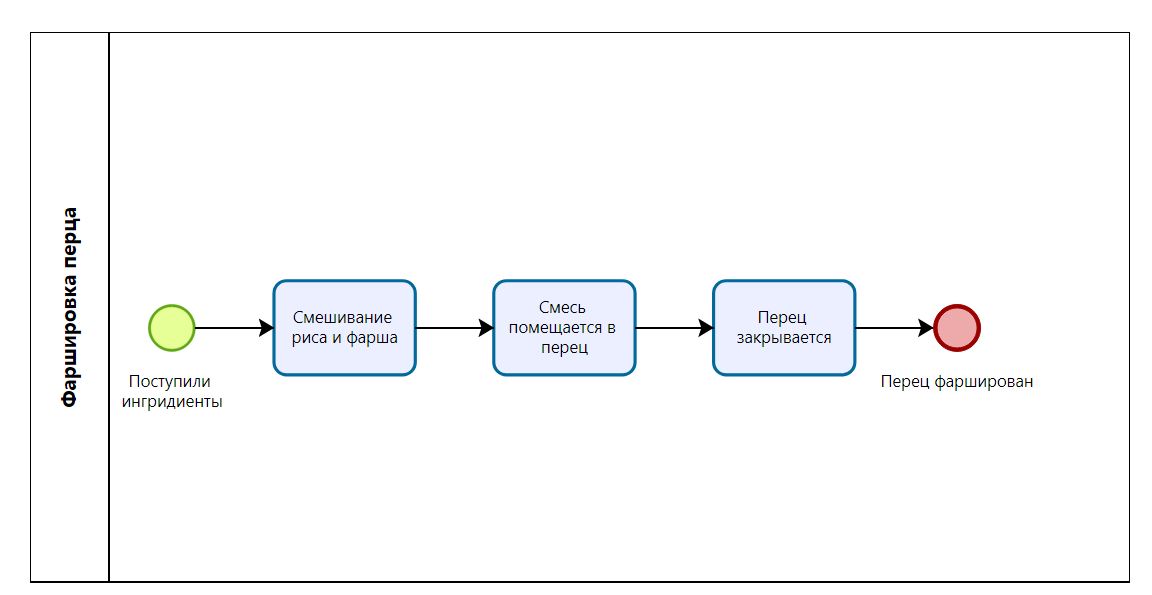 Фаршировка перца
Поступили
ингридиенты
Смешивание
риса и фарша
Смесь
помещается в
перец
Перец
закрывается
Перец фарширован